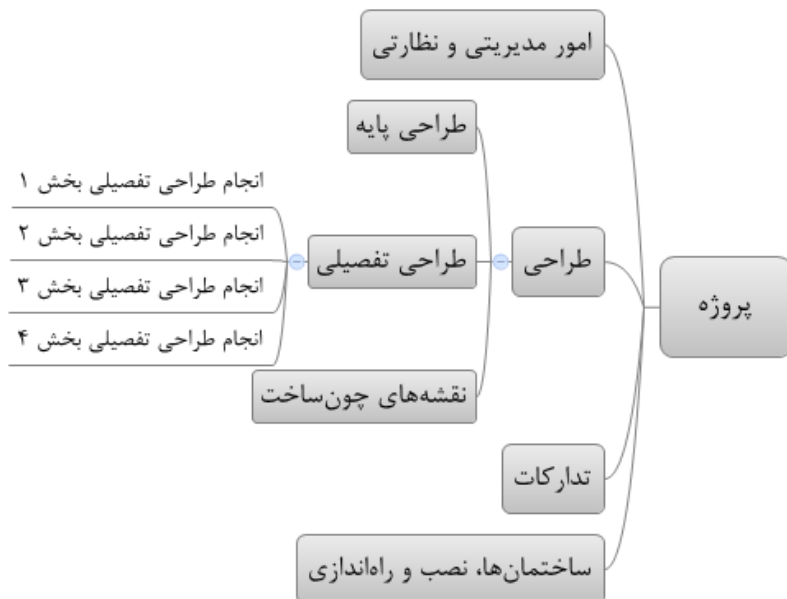 پروژه
امور مدیریتی و نظارتی
طراحی
طراحی پایه
طراحی تفصیلی
انجام طراحی تفصیلی بخش ۱
انجام طراحی تفصیلی بخش ۲
انجام طراحی تفصیلی بخش ۳
انجام طراحی تفصیلی بخش ۴
نقشه‌های چون‌ساخت
تدارکات
ساختمان‌ها، نصب و راه‌اندازی